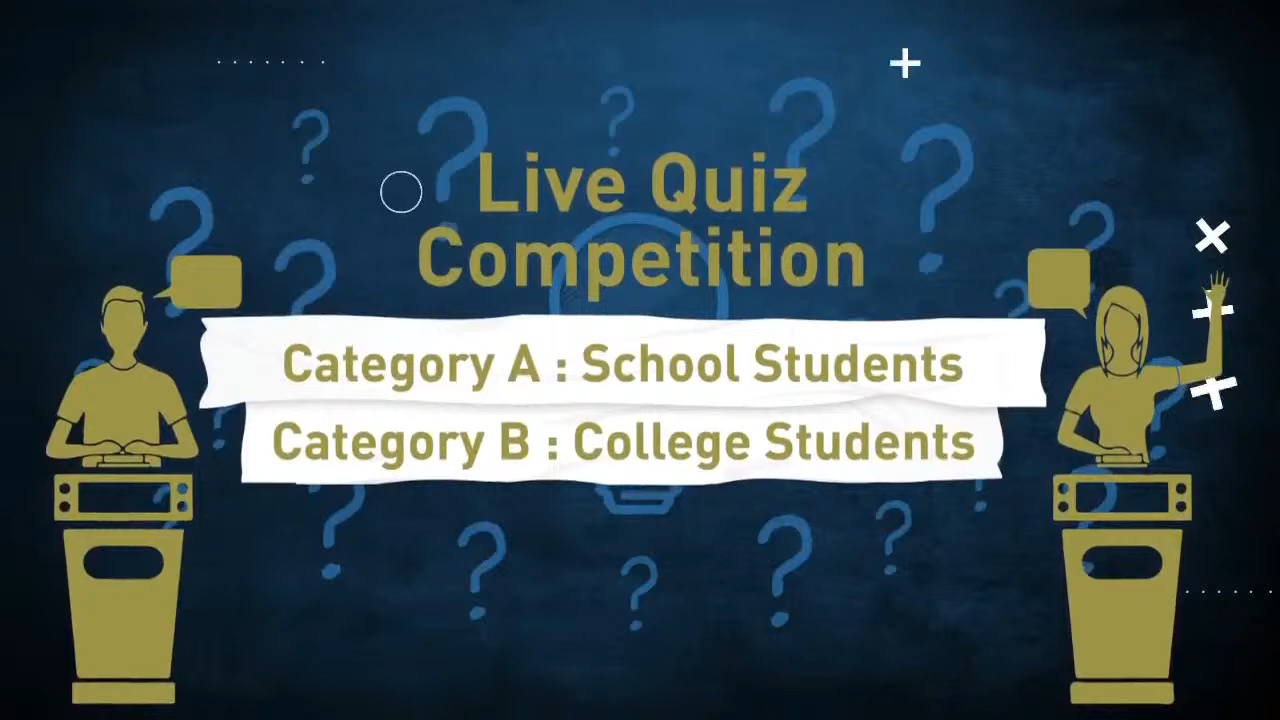 Live Quiz
Competition
Category A : School Students
Category B : College Students